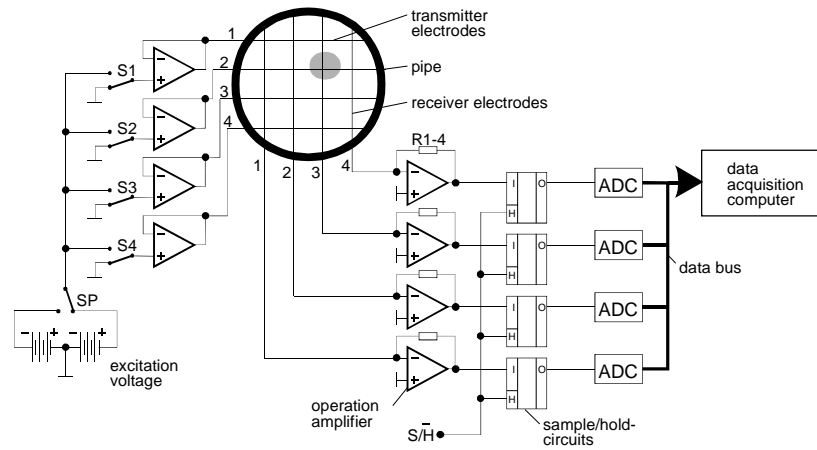 transmitter
electrodes
pipe
receiver electrodes
1
2
3
4
S1
S2
S3
S4
SP
- +
- +
- +
- +
- +
- +
excitation
voltage
1
2
3
4
R1-4
- +
- +
- +
- +
operation
amplifier
I O
H
I O
H
I O
H
I O
H
S/H̅
sample/hold-
circuits
ADC
ADC
ADC
ADC
data bus
data
acquisition
computer